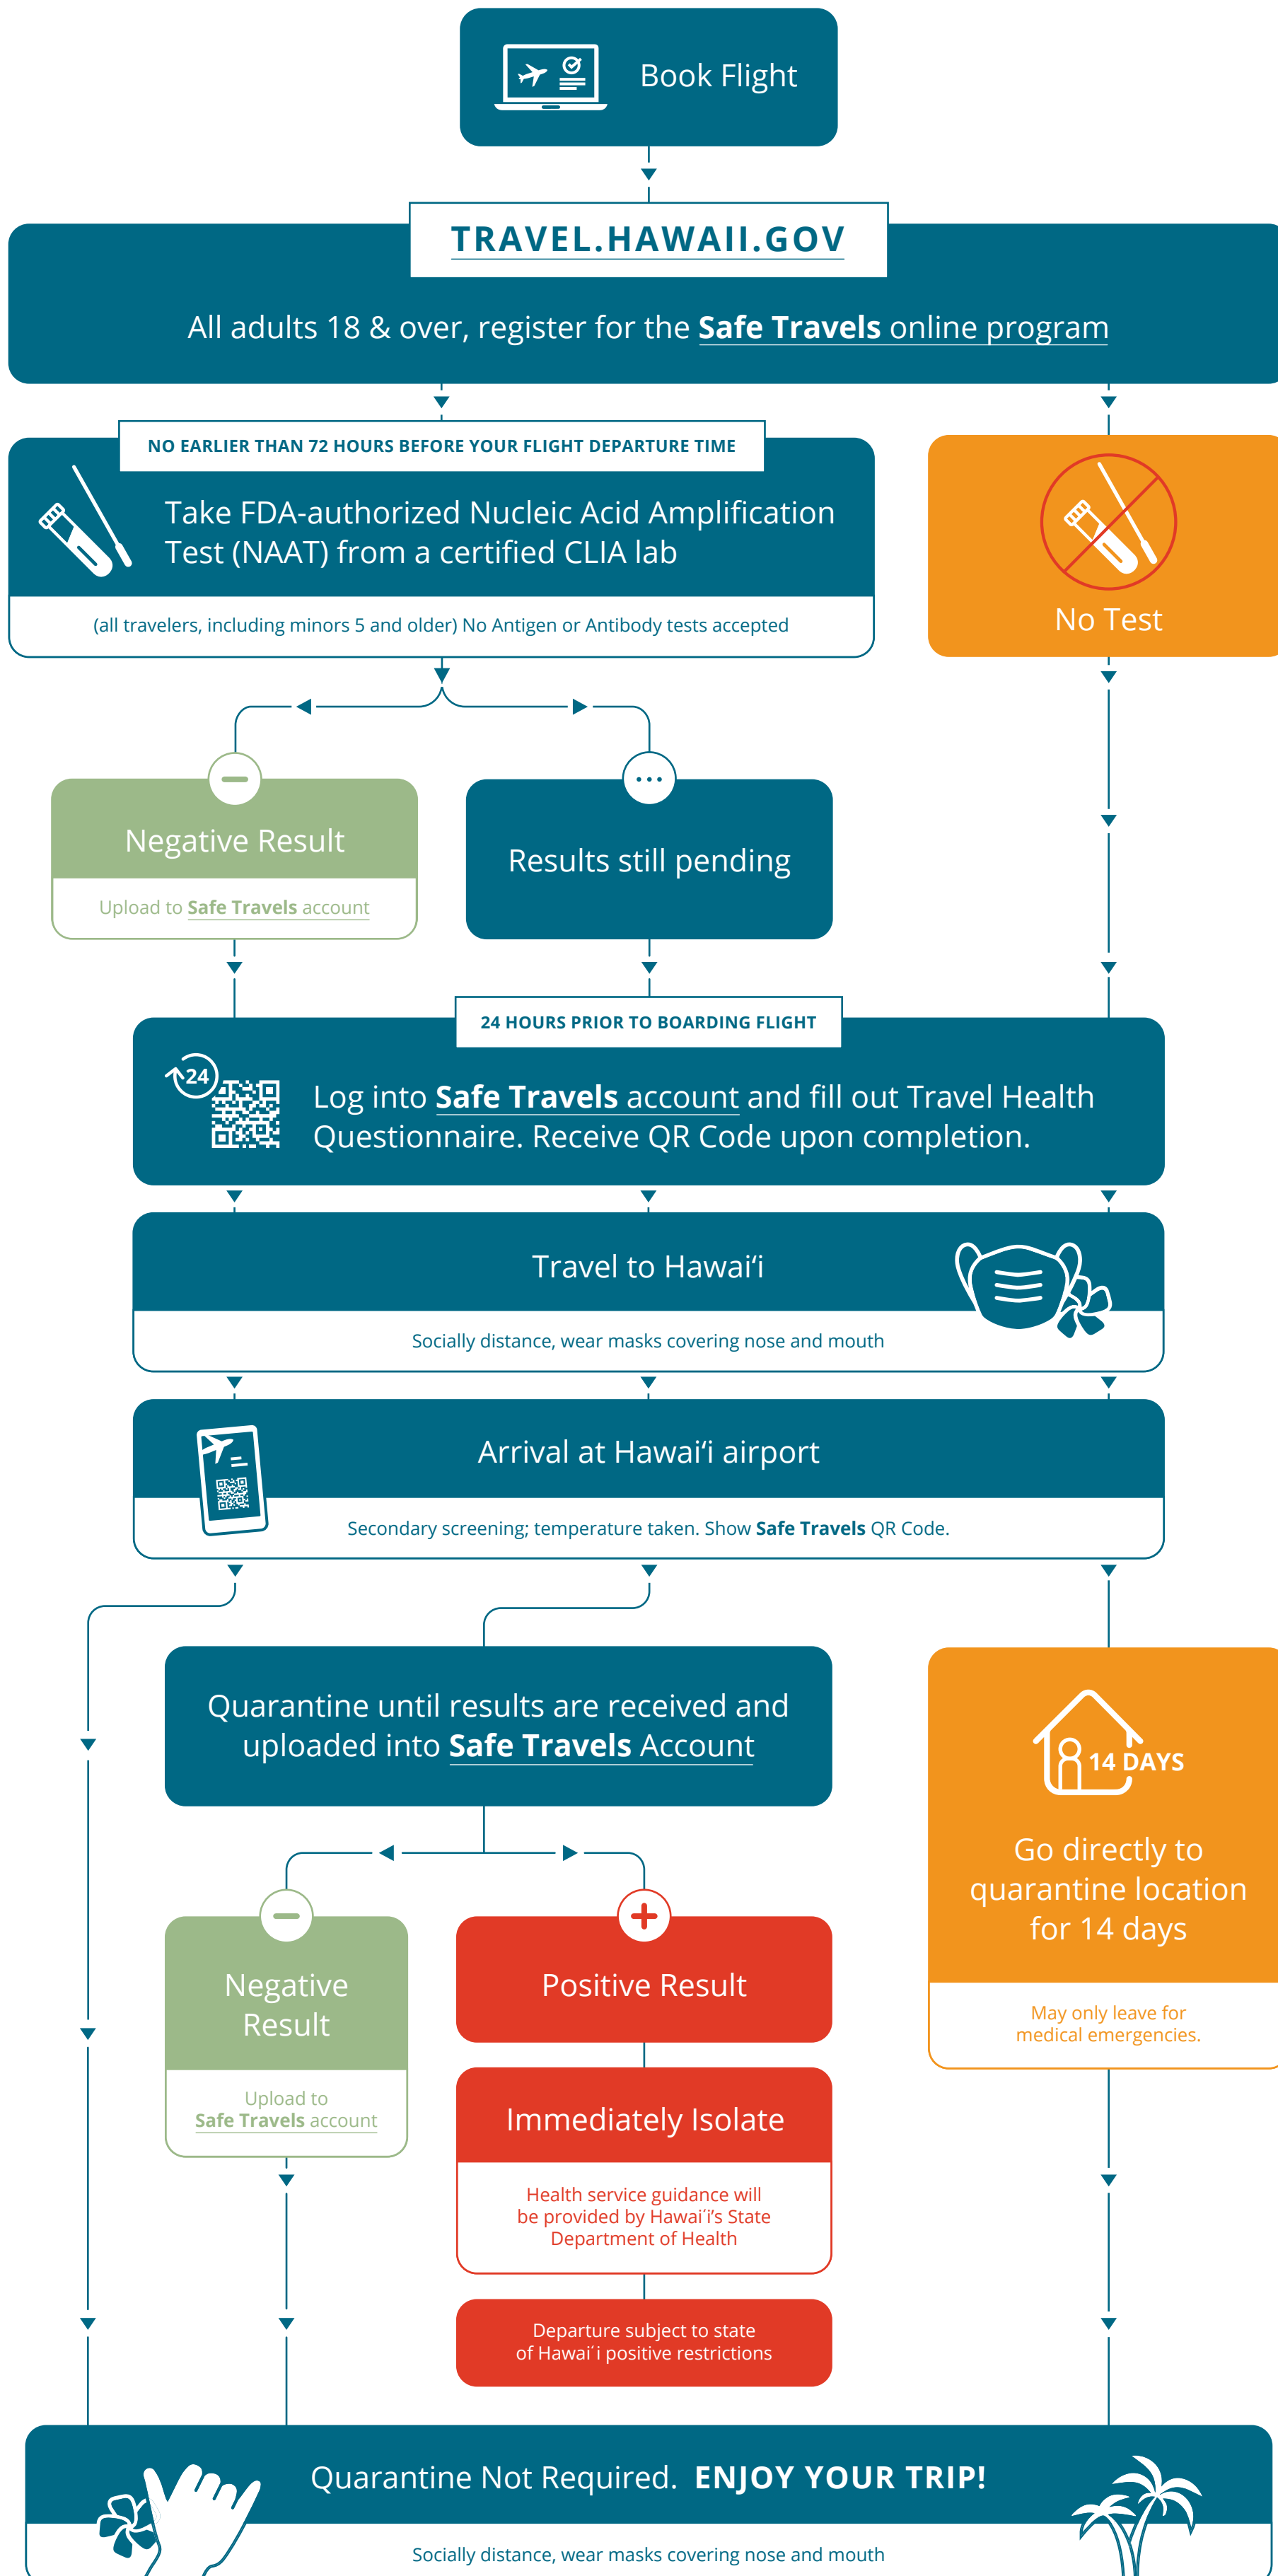 Book Flight
TRAVEL.HAWAII.GOV
All adults 18 & over, register for the Safe Travels online program
NO EARLIER THAN 72 HOURS BEFORE YOUR FLIGHT DEPARTURE TIME
Take FDA-authorized Nucleic Acid Amplification
Test (NAAT) from a certified CLIA lab
(all travelers, including minors 5 and older) No Antigen or Antibody tests accepted
No Test
Negative Result
Upload to Safe Travels account
Results still pending
24 HOURS PRIOR TO BOARDING FLIGHT
24
Log into Safe Travels account and fill out Travel Health
Questionnaire. Receive QR Code upon completion.
Travel to Hawai‘i
Socially distance, wear masks covering nose and mouth
Arrival at Hawai‘i airport
Secondary screening; temperature taken. Show Safe Travels QR Code.
Quarantine until results are received and
uploaded into Safe Travels Account
14 DAYS
Go directly to
quarantine location
for 14 days
May only leave for
medical emergencies.
Negative
Result
Upload to
Safe Travels account
Positive Result
Immediately Isolate
Health service guidance will
be provided by Hawai´i’s State
Department of Health
Departure subject to state
of Hawai´i positive restrictions
Quarantine Not Required. ENJOY YOUR TRIP!
Socially distance, wear masks covering nose and mouth